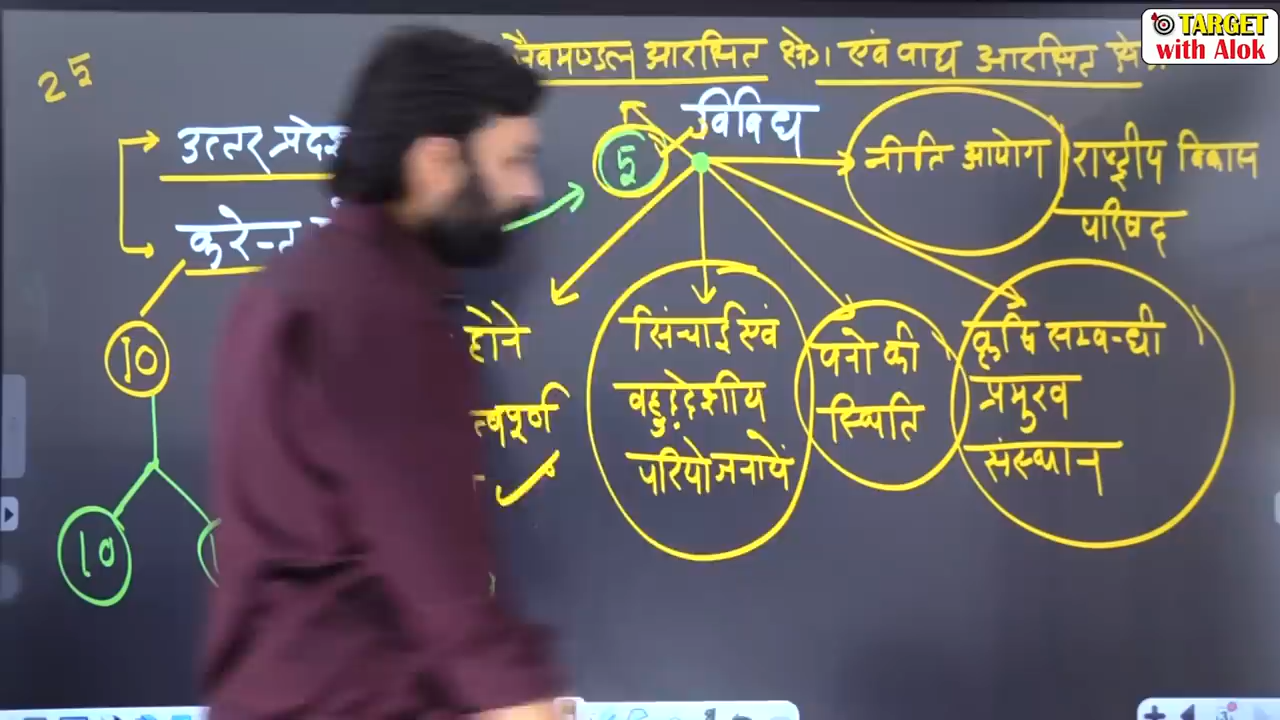 TARGET
with Alok
25
जैवमण्डल आरक्षित क्षे० एवं वाद्य आरक्षित
5
विविध
उत्तर प्रदेश
नीति आयोग
राष्ट्रीय विकास
परिषद
10
होने
सिंचाई एवं
बहुद्देशीय
परियोजनायें
वनो की
स्थिति
कृषि सम्बन्धी
प्रमुख
संस्थान
10